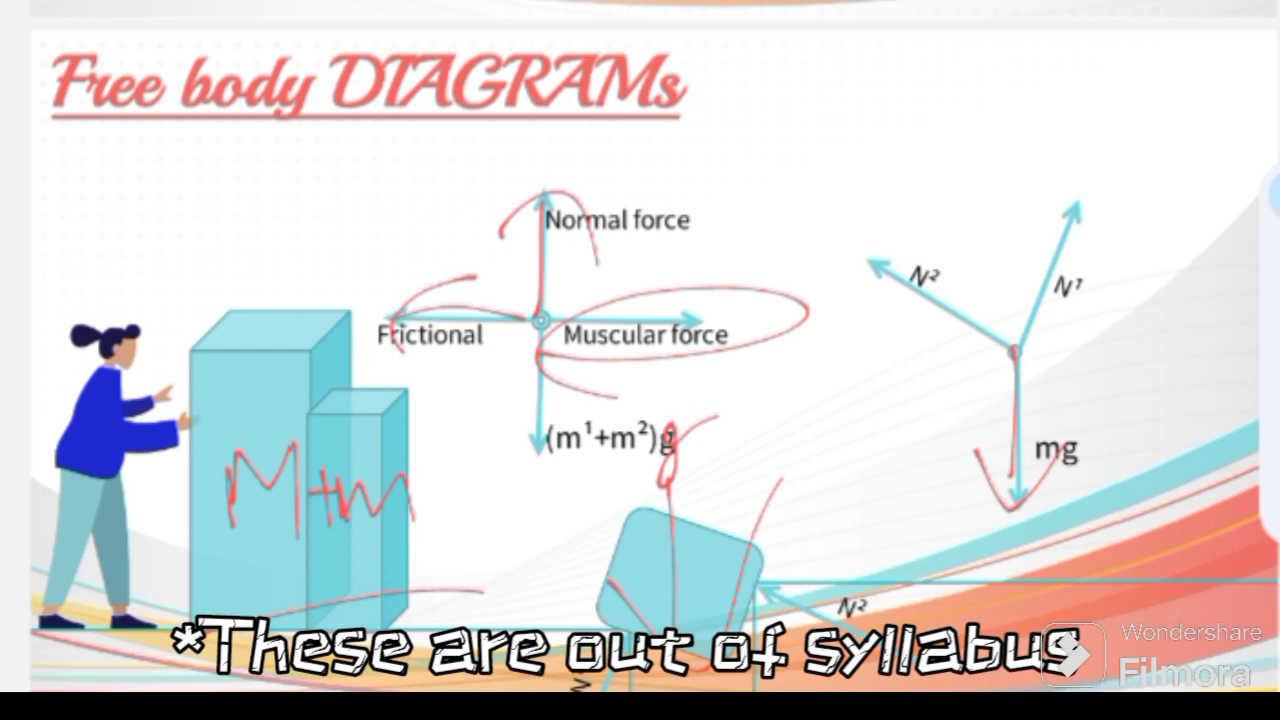 Free body DIAGRAMs
Normal force
Frictional
Muscular force
(m¹+m²)g
N²
N¹
mg
M+m
N²
*These are out of syllabus
Wondershare
Filmora